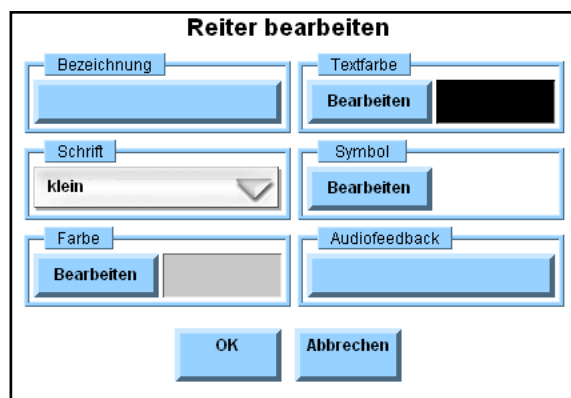 Reiter bearbeiten
Bezeichnung
Textfarbe
Bearbeiten
Schrift
klein
Symbol
Bearbeiten
Farbe
Bearbeiten
Audiofeedback
OK
Abbrechen